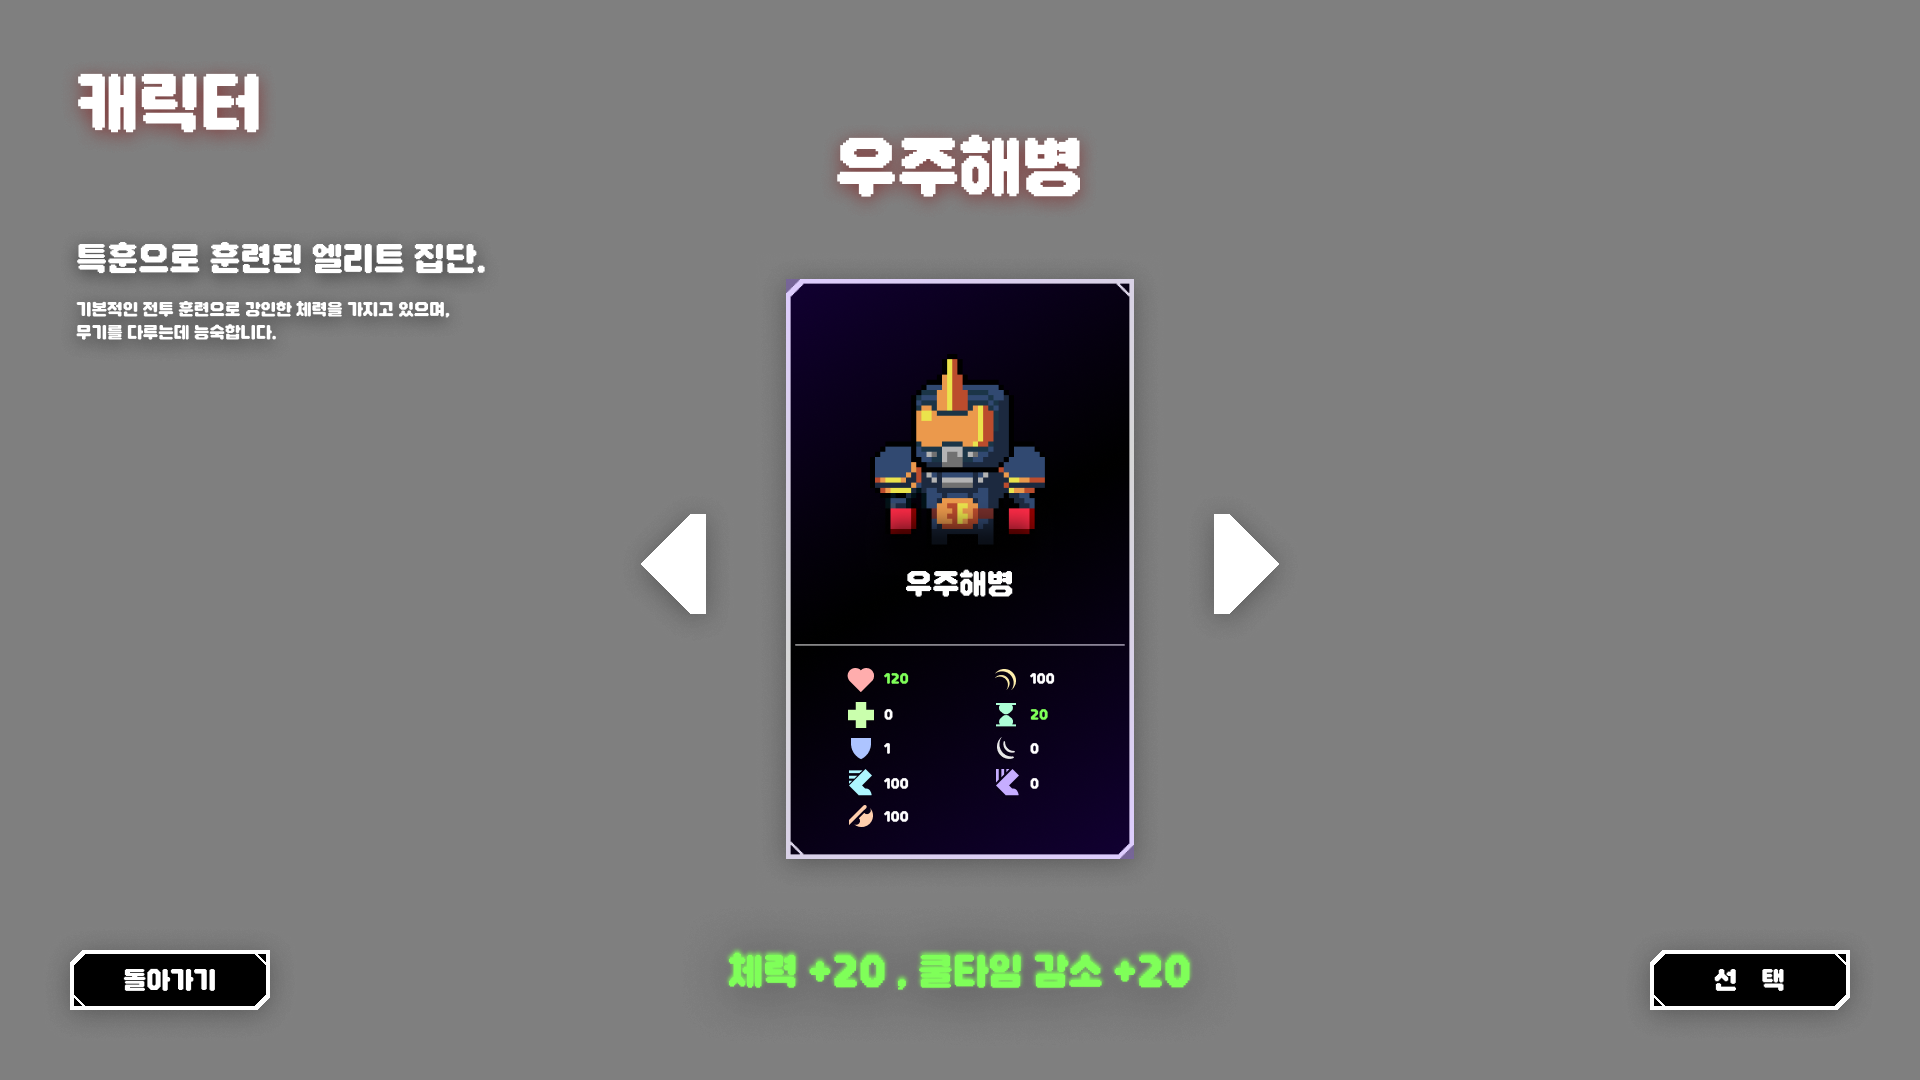 캐릭터
우주해병
특훈으로 훈련된 엘리트 집단.
기본적인 전투 훈련으로 강인한 체력을 가지고 있으며,
무기를 다루는데 능숙합니다.
우주해병
120
100
0
20
1
0
100
0
100
체력 +20 , 쿨타임 감소 +20
돌아가기
선 택